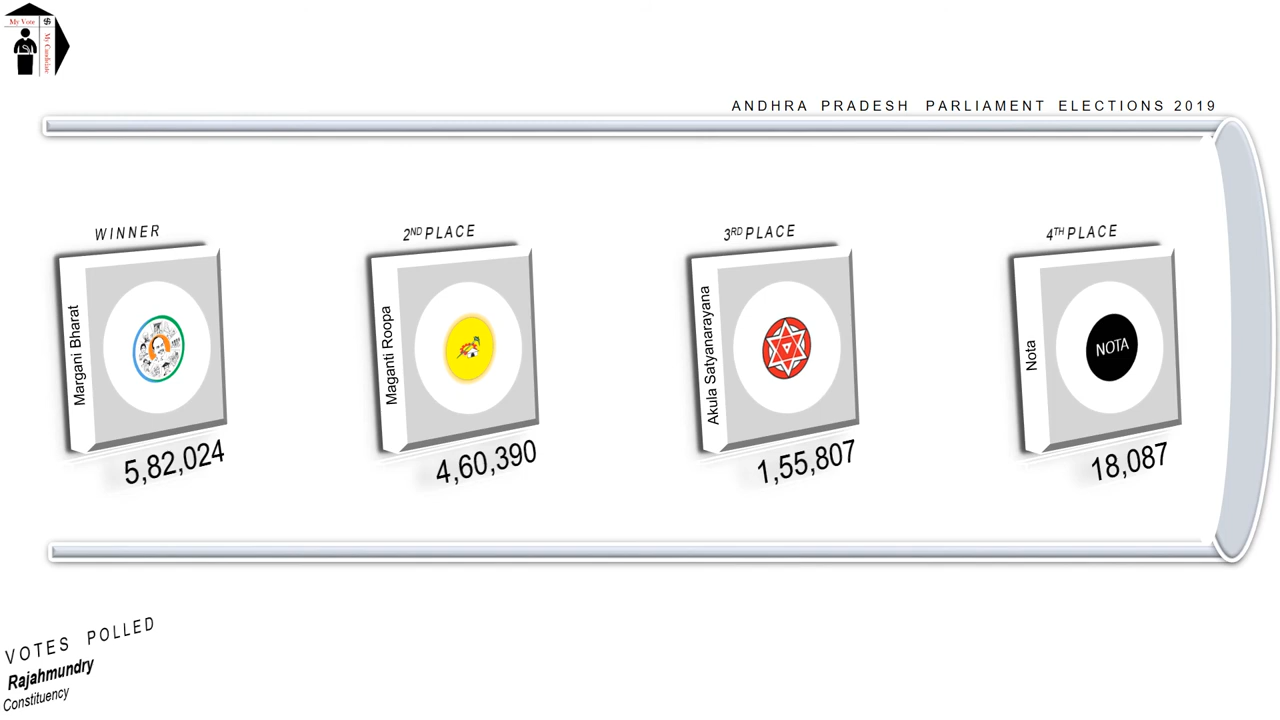 My Vote
My Candidate
ANDHRA PRADESH PARLIAMENT ELECTIONS 2019
WINNER
2ND PLACE
3RD PLACE
4TH PLACE
Margani Bharat
Maganti Roopa
Akula Satyanarayana
Nota
NOTA
5,82,024
4,60,390
1,55,807
18,087
VOTES POLLED
Rajahmundry
Constituency